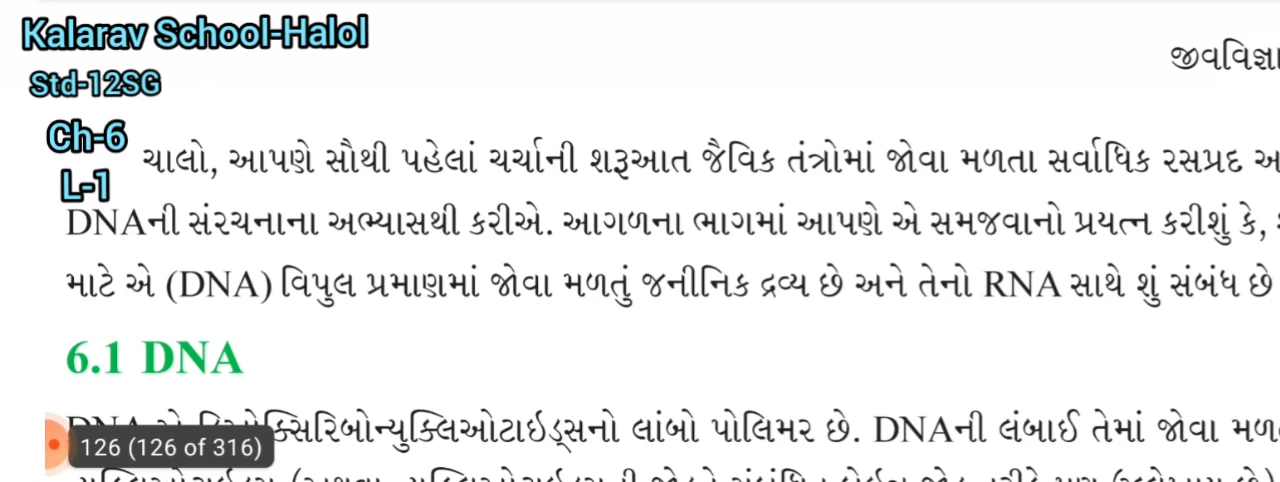 Kalarav School-Halol
જીવવિજ્ઞા
Std-12SG
Ch-6
ચાલો, આપણે સૌથી પહેલાં ચર્ચાની શરૂઆત જૈવિક તંત્રોમાં જોવા મળતા સર્વાધિક રસપ્રદ
L-1
DNAની સંરચનાના અભ્યાસથી કરીએ. આગળના ભાગમાં આપણે એ સમજવાનો પ્રયત્ન કરીશું કે,
માટે એ (DNA) વિપુલ પ્રમાણમાં જોવા મળતું જનીનિક દ્રવ્ય છે અને તેનો RNA સાથે શું સંબંધ છે
6.1 DNA
DNA એ ડિઓક્સિરિબોન્યુક્લિઓટાઇડ્સનો લાંબો પોલિમર છે. DNAની લંબાઈ તેમાં જોવા
126 (126 of 316)